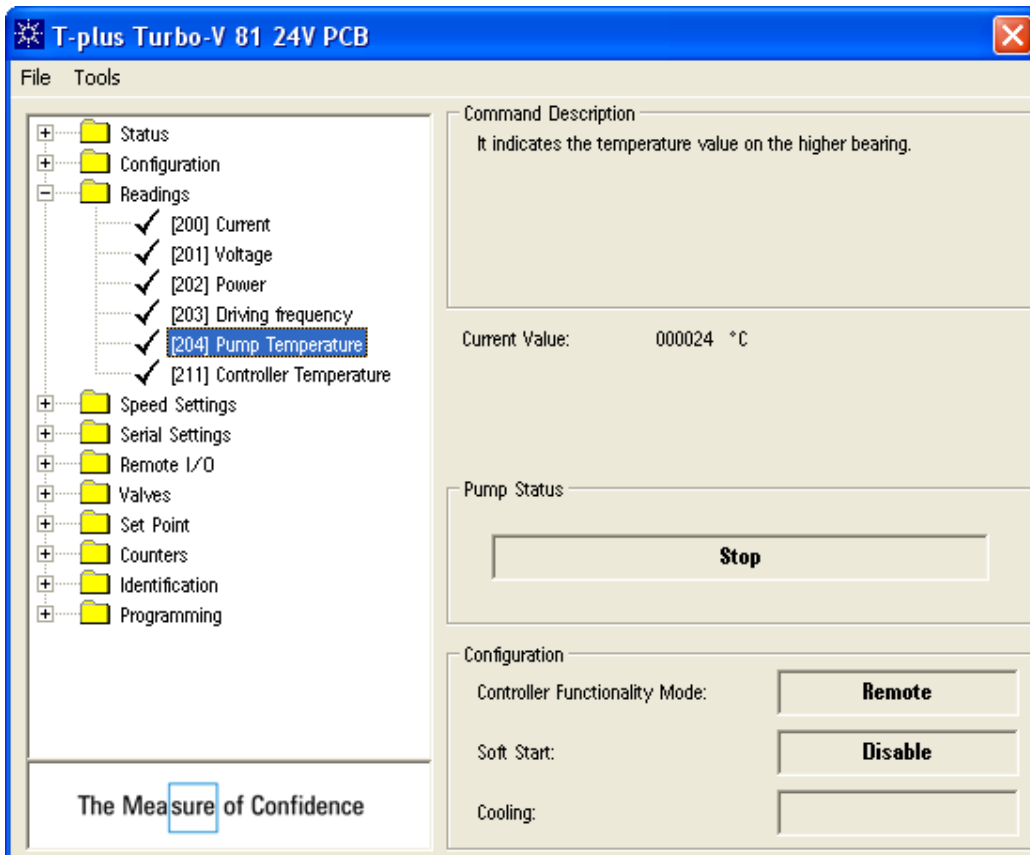 T-plus Turbo-V 81 24V PCB
File Tools
Status
Configuration
Readings
[200] Current
[201] Voltage
[202] Power
[203] Driving frequency
[204] Pump Temperature
[211] Controller Temperature
Speed Settings
Serial Settings
Remote I/O
Valves
Set Point
Counters
Identification
Programming
The Measure of Confidence
Command Description
It indicates the temperature value on the higher bearing.
Current Value: 000024 °C
Pump Status
Stop
Configuration
Controller Functionality Mode: Remote
Soft Start: Disable
Cooling: